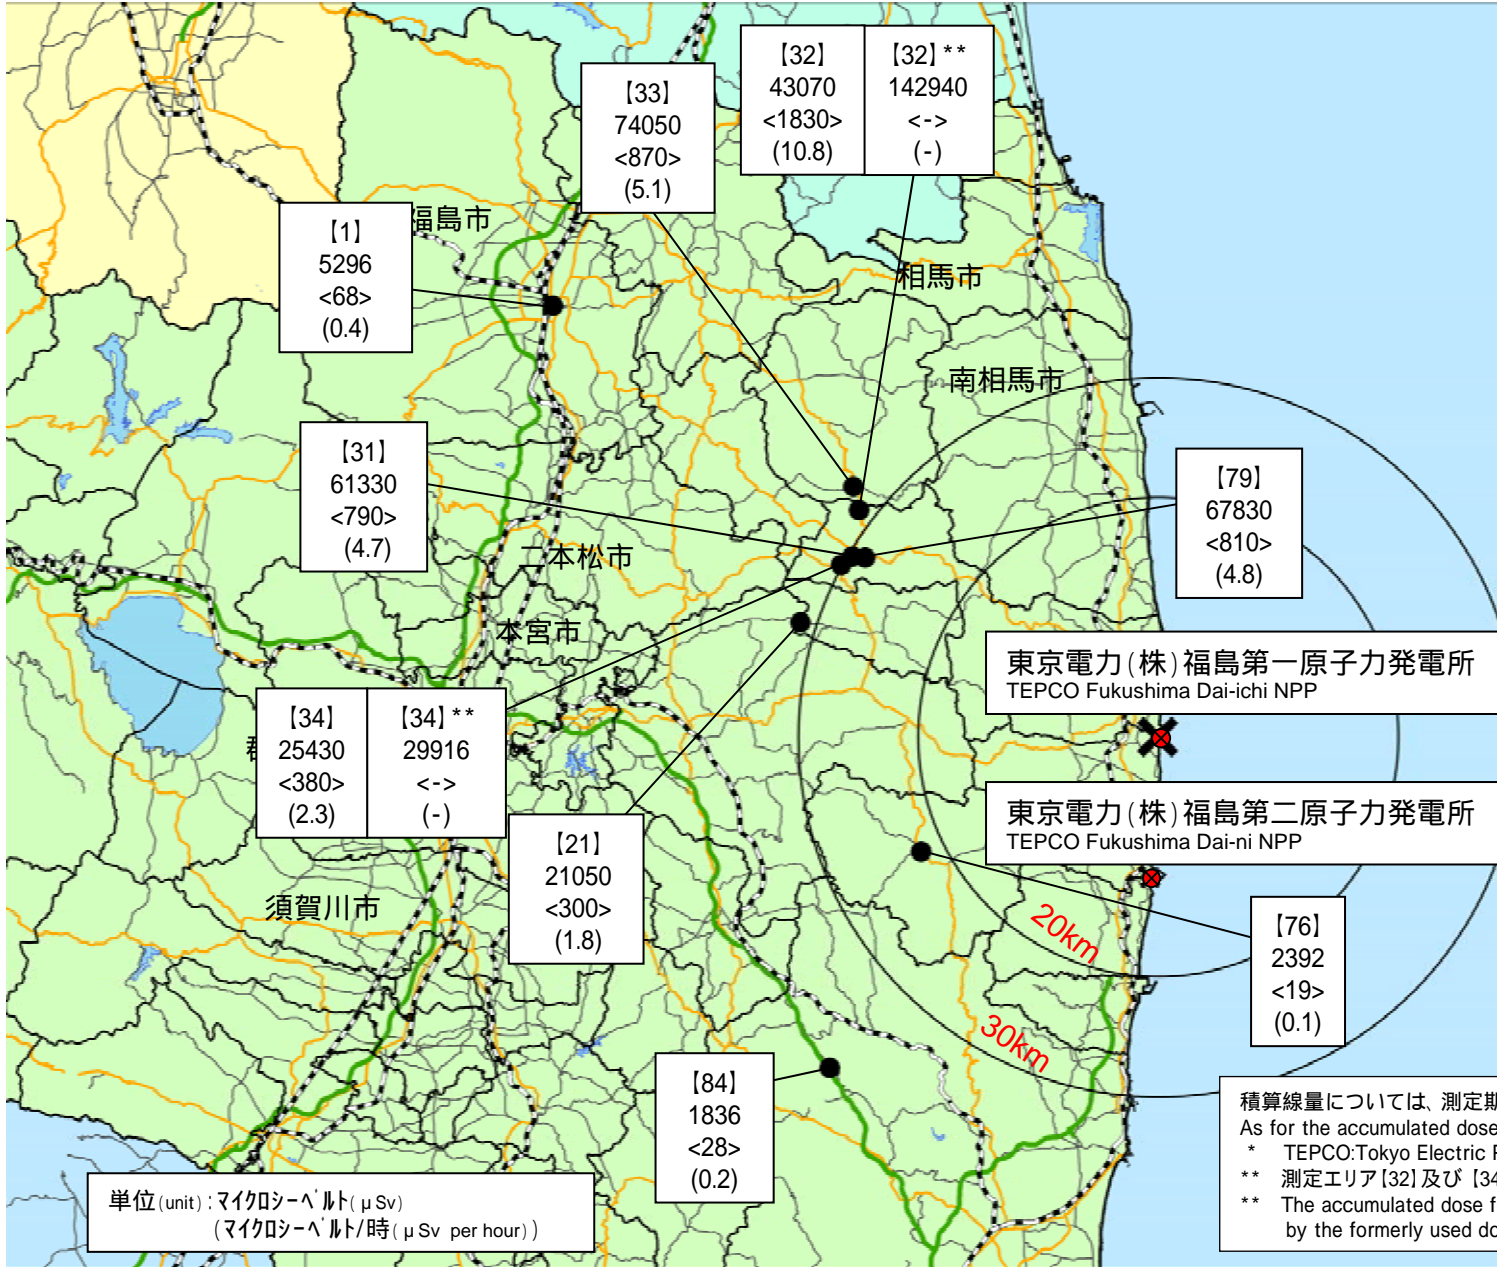 【32】
43070
<1830>
(10.8)
【32】**
142940
<->
(-)
【33】
74050
<870>
(5.1)
【1】
5296
<68>
(0.4)
福島市
相馬市
南相馬市
【31】
61330
<790>
(4.7)
【79】
67830
<810>
(4.8)
二本松市
本宮市
東京電力(株)福島第一原子力発電所
TEPCO Fukushima Dai-ichi NPP
【34】
25430
<380>
(2.3)
【34】**
29916
<->
(-)
東京電力(株)福島第二原子力発電所
TEPCO Fukushima Dai-ni NPP
【21】
21050
<300>
(1.8)
須賀川市
20km
【76】
2392
<19>
(0.1)
30km
【84】
1836
<28>
(0.2)
積算線量については、測定期
As for the accumulated dose
* TEPCO:Tokyo Electric
** 測定エリア【32】及び【34
** The accumulated dose
by the formerly used
単位(unit):マイクロシーベルト(μSv)
(マイクロシーベルト/時(μSv per hour))